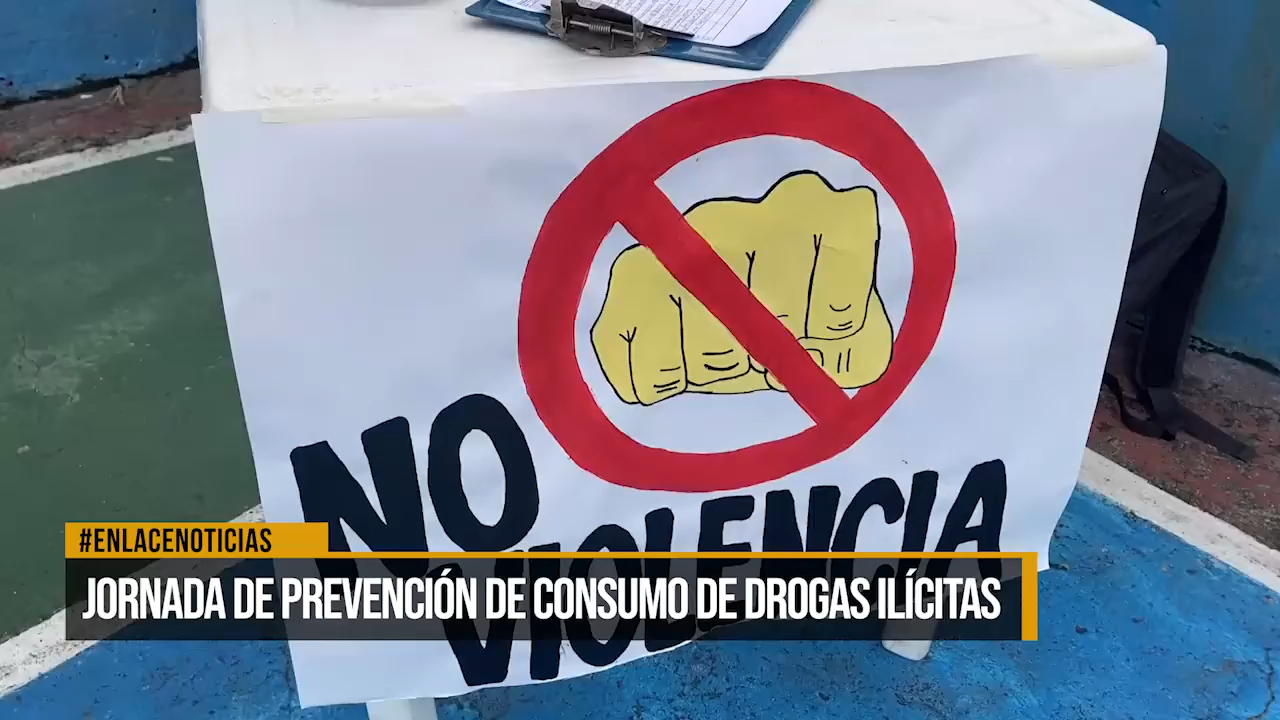 NO
VIOLENCIA
#ENLACENOTICIAS
JORNADA DE PREVENCIÓN DE CONSUMO DE DROGAS ILÍCITAS